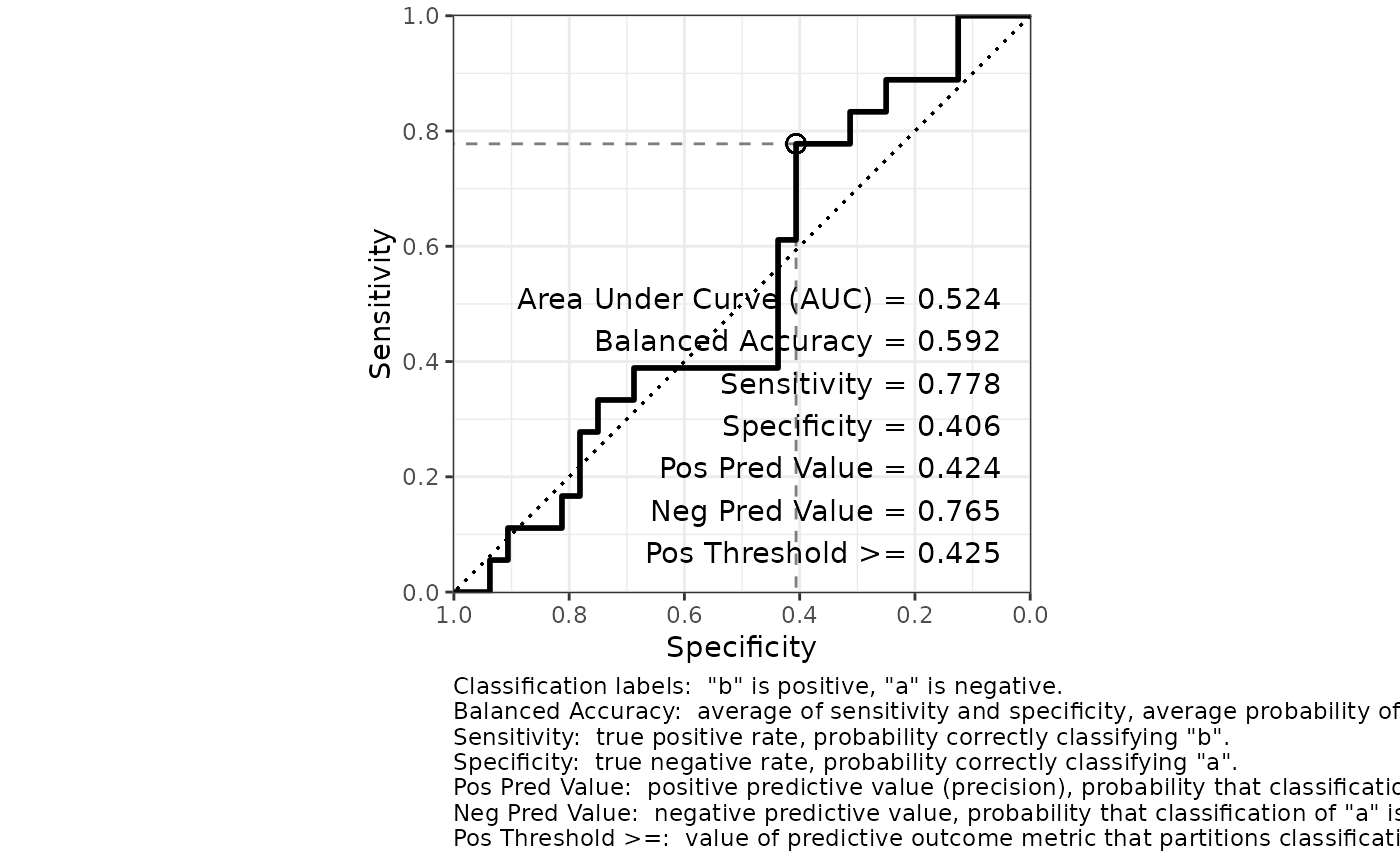 1.0
0.8
0.6
0.4
0.2
0.0
Sensitivity
Area Under Curve (AUC) = 0.524
Balanced Accuracy = 0.592
Sensitivity = 0.778
Specificity = 0.406
Pos Pred Value = 0.424
Neg Pred Value = 0.765
Pos Threshold >= 0.425
1.0 0.8 0.6 0.4 0.2 0.0
Specificity
Classification labels:  "b" is positive, "a" is negative.
Balanced Accuracy:  average of sensitivity and specificity, average probability of
Sensitivity:  true positive rate, probability correctly classifying "b".
Specificity:  true negative rate, probability correctly classifying "a".
Pos Pred Value:  positive predictive value (precision), probability that
Neg Pred Value:  negative predictive value, probability that classification of "a" is
Pos Threshold >=:  value of predictive outcome metric that partitions